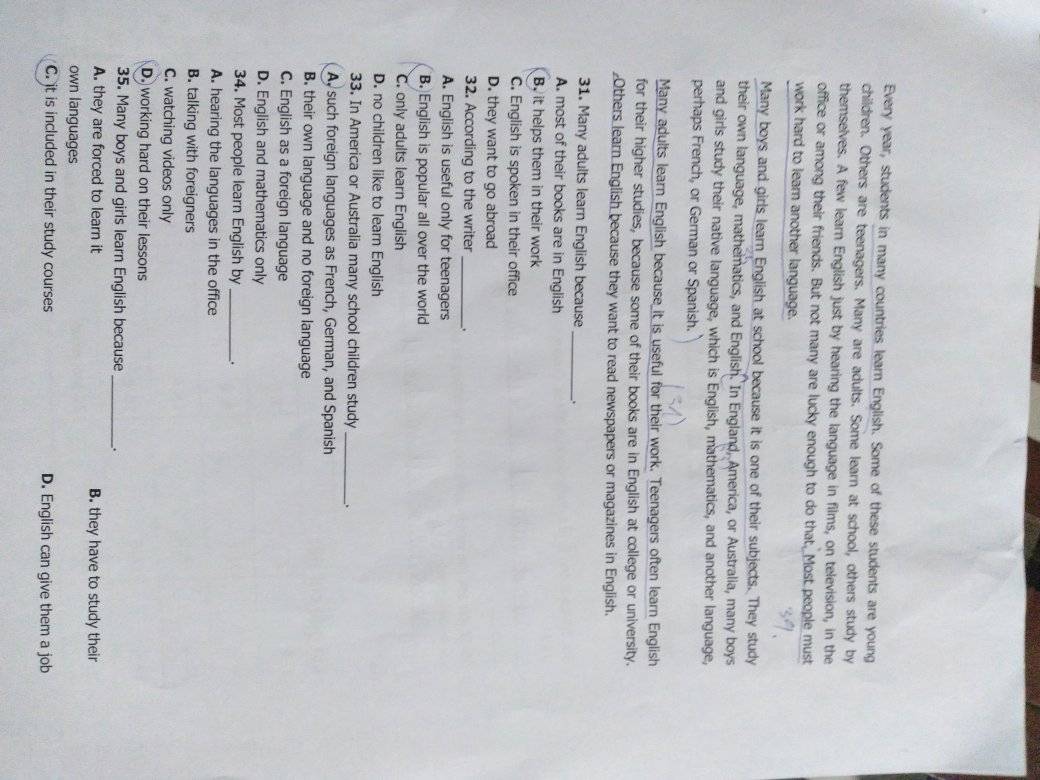 Every year, students in many countries learn English. Some of these students are young
children. Others are teenagers. Many are adults. Some learn at school, others study by
themselves. A few learn English just by hearing the language in films, on television, in the
office or among their friends. But not many are lucky enough to do that. Most people must
work hard to learn another language.
39.
Many boys and girls learn English at school because it is one of their subjects. They study
their own language, mathematics, and English. In England, America, or Australia, many boys
and girls study their native language, which is English, mathematics, and another language,
perhaps French, or German or Spanish.
(31)
Many adults learn English because it is useful for their work. Teenagers often learn English
for their higher studies, because some of their books are in English at college or university.
Others learn English because they want to read newspapers or magazines in English.
31. Many adults learn English because ________.
A. most of their books are in English
B. it helps them in their work
C. English is spoken in their office
D. they want to go abroad
32. According to the writer ________.
A. English is useful only for teenagers
B. English is popular all over the world
C. only adults learn English
D. no children like to learn English
33. In America or Australia many school children study ________.
A. such foreign languages as French, German, and Spanish
B. their own language and no foreign language
C. English as a foreign language
D. English and mathematics only
34. Most people learn English by ________.
A. hearing the languages in the office
B. talking with foreigners
C. watching videos only
D. working hard on their lessons
35. Many boys and girls learn English because ________.
A. they are forced to learn it B. they have to study their
own languages
C. it is included in their study courses D. English can give them a job